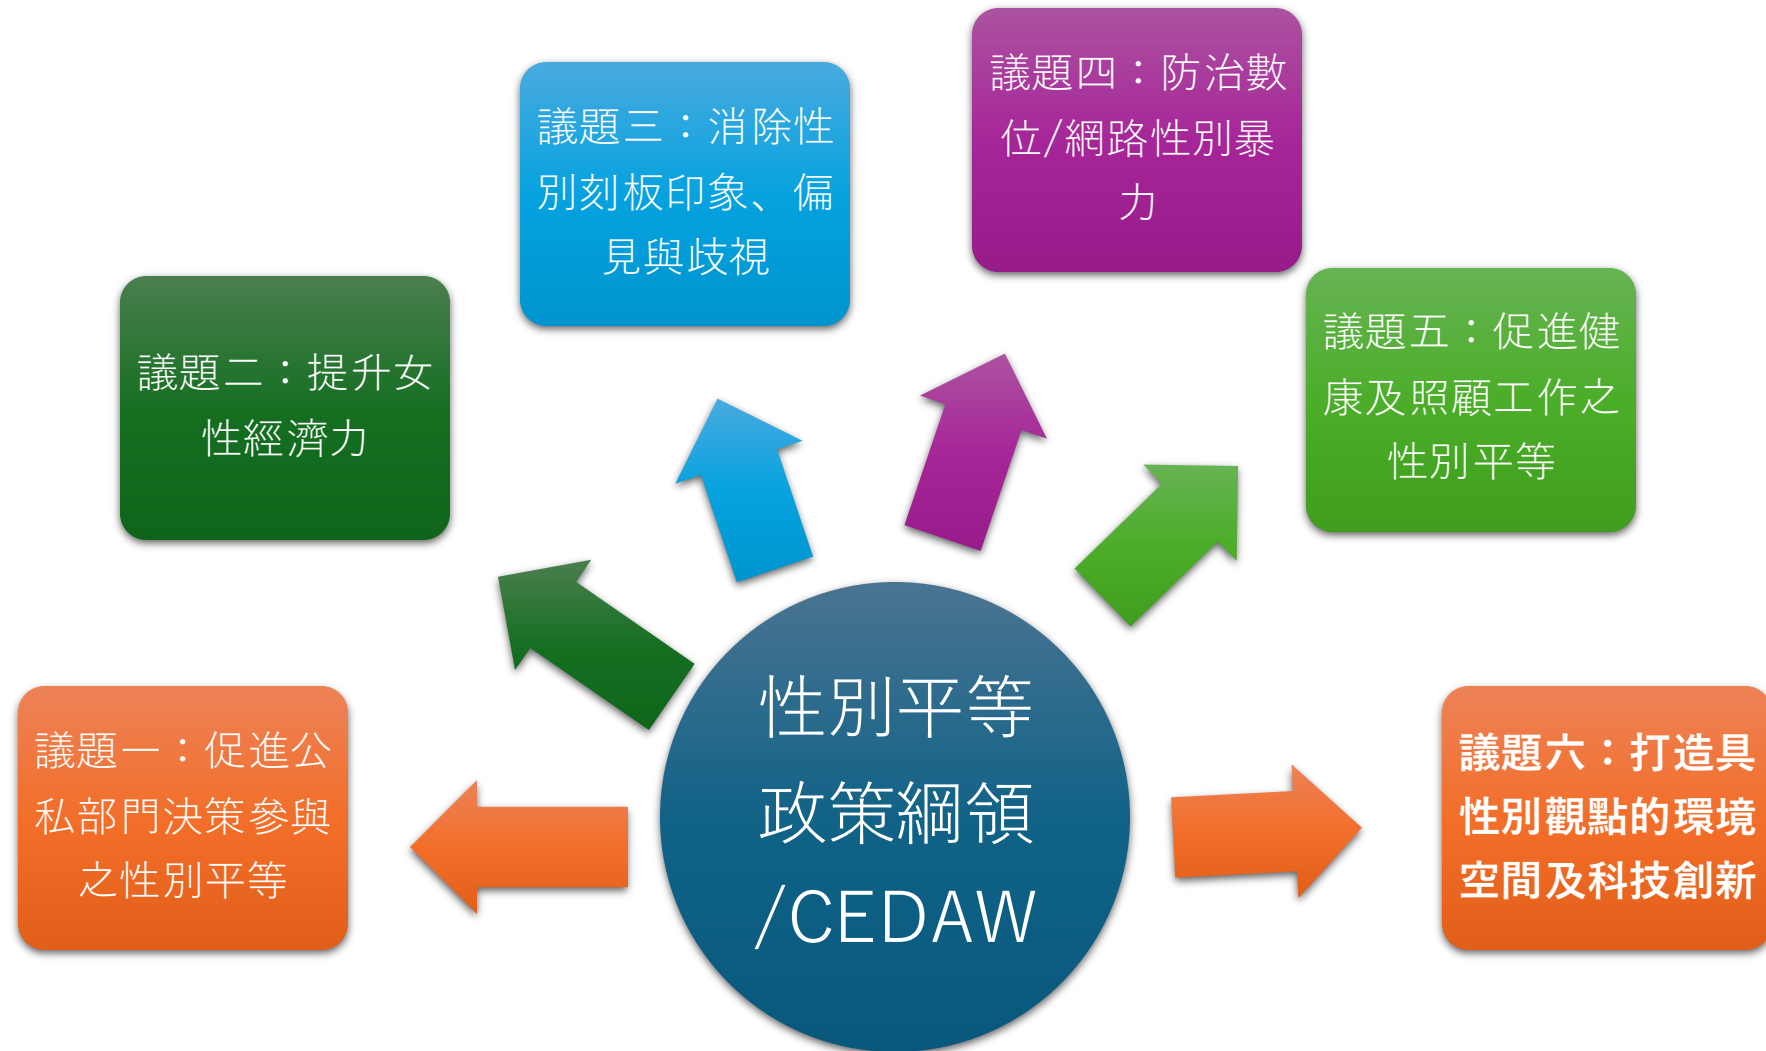 議題一：促進公
私部門決策參與
之性別平等
議題二：提升女
性經濟力
議題三：消除性
別刻板印象、偏
見與歧視
議題四：防治數
位/網路性別暴
力
議題五：促進健
康及照顧工作之
性別平等
議題六：打造具
性別觀點的環境
空間及科技創新
性別平等
政策綱領
/CEDAW